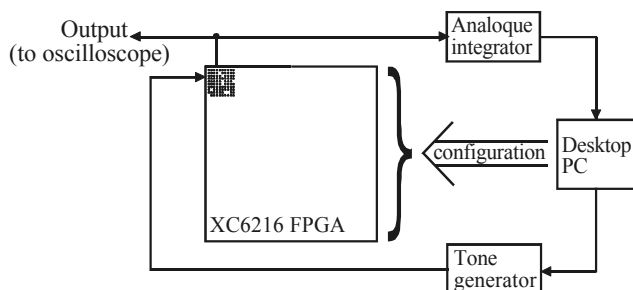 Output
(to oscilloscope)
Analoque
integrator
configuration
Desktop
PC
XC6216 FPGA
Tone
generator